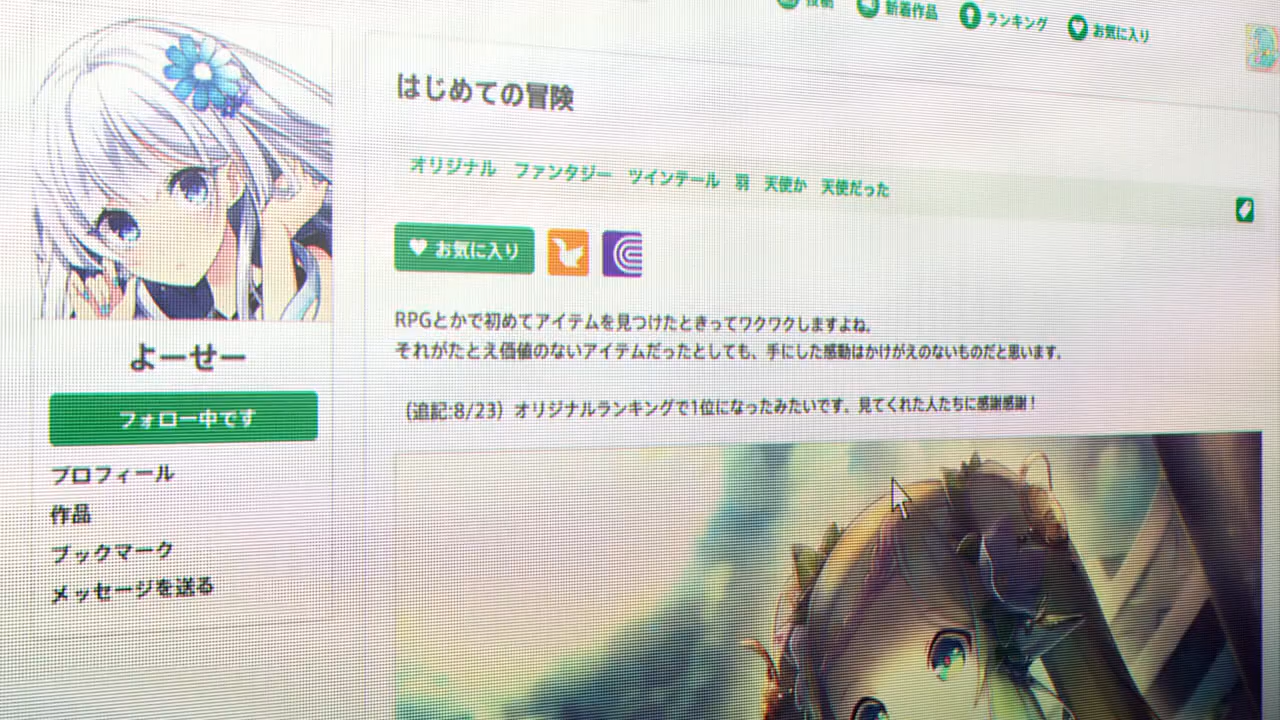 投稿 新着作品 ランキング お気に入り
はじめての冒険
オリジナル ファンタジー ツインテール 羽 天使か 天使だった
お気に入り
RPGとかで初めてアイテムを見つけたときってワクワクしますよね。
それがたとえ価値のないアイテムだったとしても、手にした感動はかけがえのないものだと思います。
(追記:8/23) オリジナルランキングで1位になったみたいです。見てくれた人たちに感謝感謝!
よーせー
フォロー中です
プロフィール
作品
ブックマーク
メッセージを送る